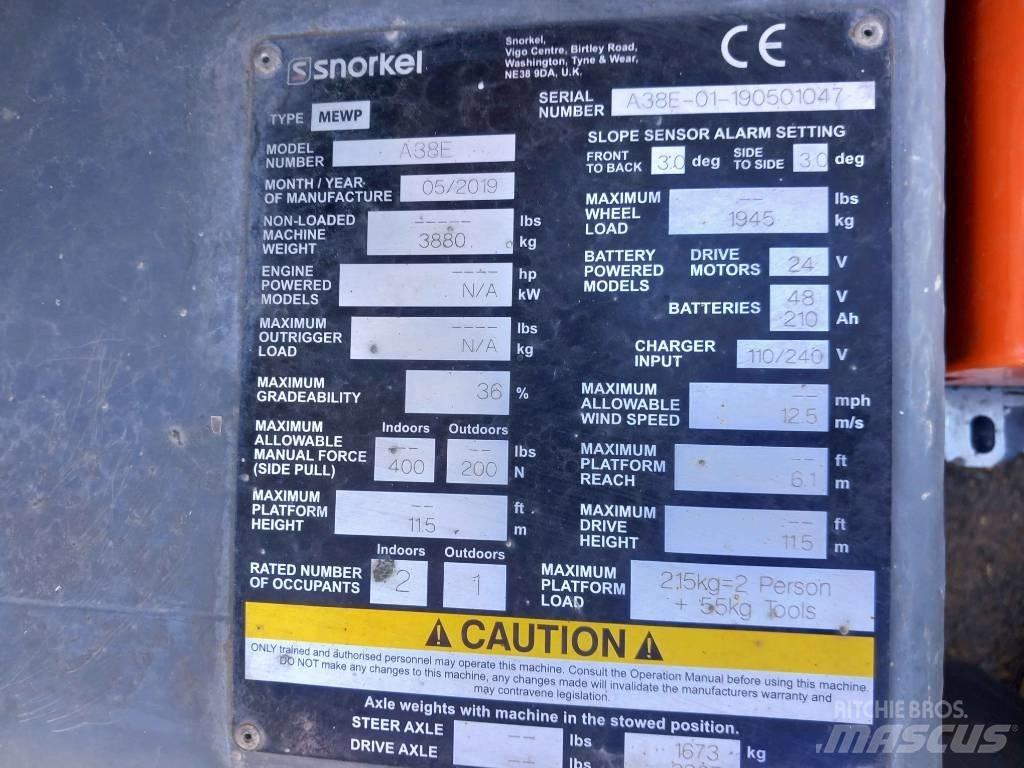 snorkel
Snorkel,
Vigo Centre, Birtley Road,
Washington, Tyne & Wear,
NE38 9DA, U.K.
CE
TYPE MEWP
SERIAL NUMBER A38E-01-190501047
MODEL NUMBER A38E
MONTH / YEAR OF MANUFACTURE 05/2019
NON-LOADED MACHINE WEIGHT ----- lbs
3880 kg
ENGINE POWERED MODELS ---- hp
N/A kW
MAXIMUM OUTRIGGER LOAD ---- lbs
N/A kg
MAXIMUM GRADEABILITY 36 %
Indoors Outdoors
MAXIMUM ALLOWABLE MANUAL FORCE (SIDE PULL) -- -- lbs
400 200 N
MAXIMUM PLATFORM HEIGHT -- ft
11.5 m
Indoors Outdoors
RATED NUMBER OF OCCUPANTS 2 1
SLOPE SENSOR ALARM SETTING
FRONT TO BACK 3.0 deg SIDE TO SIDE 3.0 deg
MAXIMUM WHEEL LOAD -- lbs
1945 kg
BATTERY POWERED MODELS DRIVE MOTORS 24 V
BATTERIES 48 V
210 Ah
CHARGER INPUT 110/240 V
MAXIMUM ALLOWABLE WIND SPEED -- mph
12.5 m/s
MAXIMUM PLATFORM REACH -- ft
6.1 m
MAXIMUM DRIVE HEIGHT -- ft
11.5 m
MAXIMUM PLATFORM LOAD 215kg=2 Person
+ 55kg Tools
CAUTION
ONLY trained and authorised personnel may operate this machine. Consult the Operation Manual before using this machine.
DO NOT make any changes to this machine, any changes made will invalidate the manufacturers warranty and
may contravene legislation.
Axle weights with machine in the stowed position.
STEER AXLE -- lbs 1673 kg
DRIVE AXLE -- lbs
RITCHIE BROS.
MASCUS